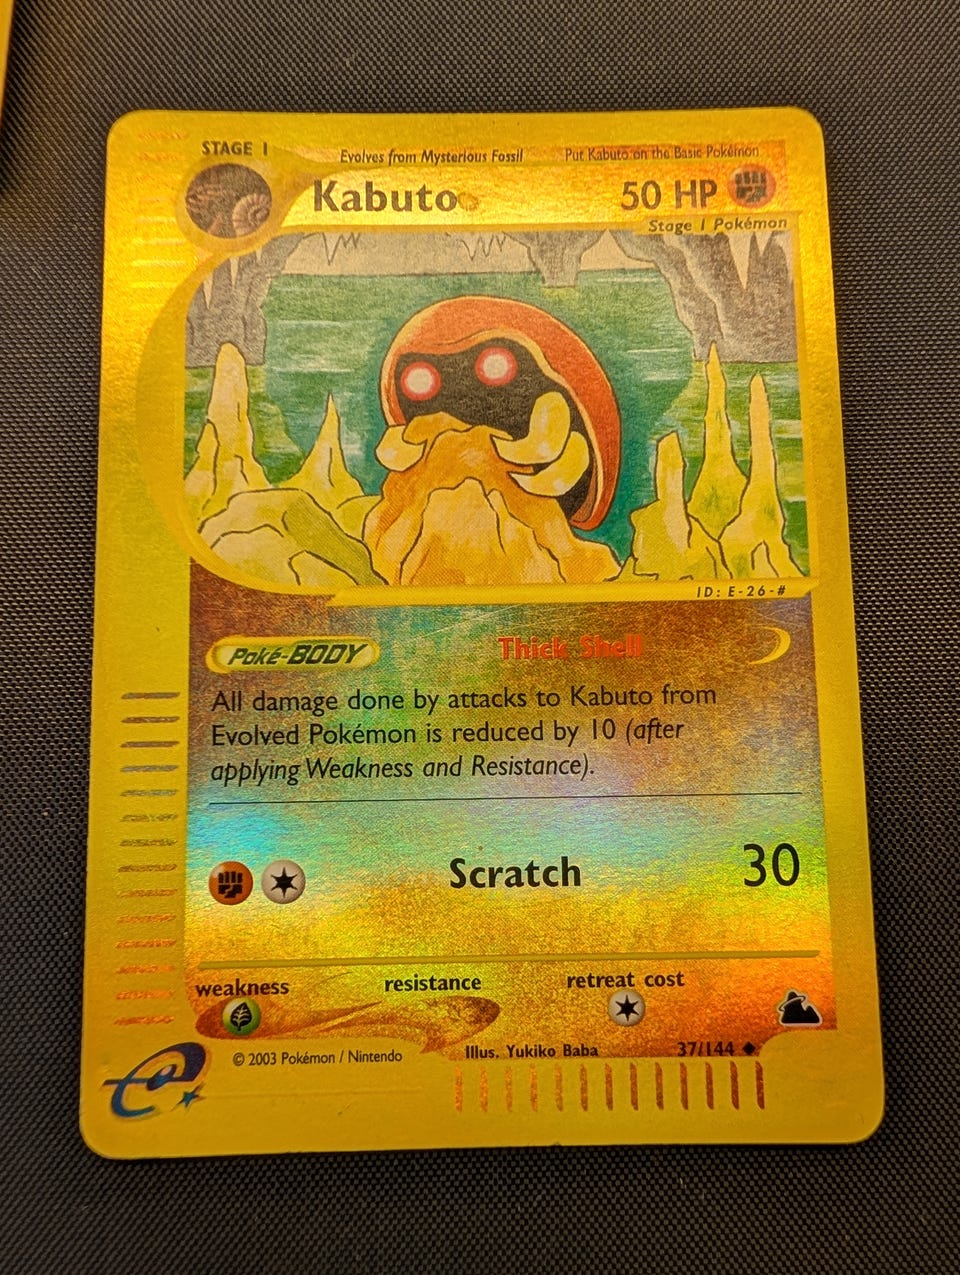 STAGE 1
Evolves from Mysterious Fossil
Put Kabuto on the Basic Pokémon
Kabuto
50 HP
Stage 1 Pokémon
ID: E-26-#
Poké-BODY
Thick Shell
All damage done by attacks to Kabuto from
Evolved Pokémon is reduced by 10 (after
applying Weakness and Resistance).
Scratch
30
weakness
resistance
retreat cost
© 2003 Pokémon / Nintendo
Illus. Yukiko Baba
37/144
e